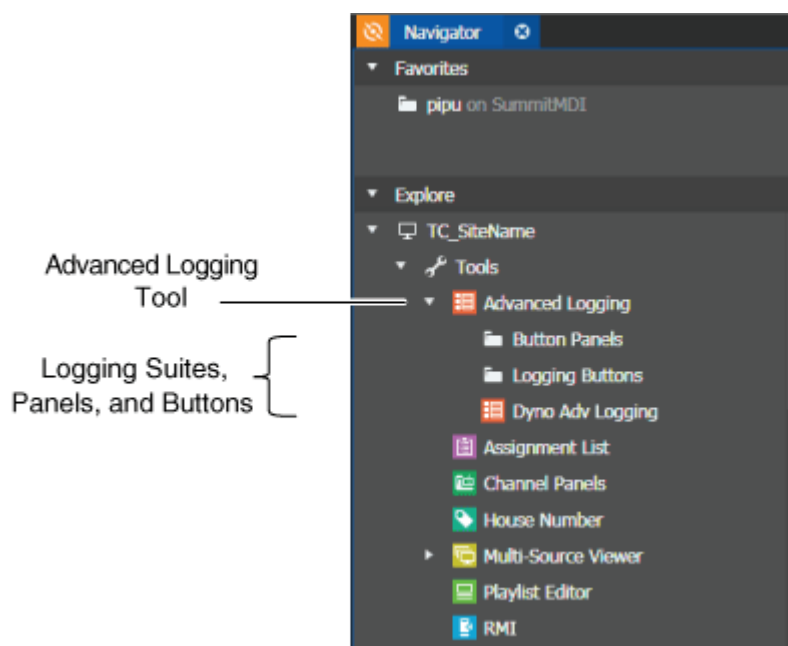 Navigator
Favorites
pipu on SummitMDI
Explore
TC_SiteName
Tools
Advanced Logging
Tool
Advanced Logging
Button Panels
Logging Suites,
Panels, and Buttons
Logging Buttons
Dyno Adv Logging
Assignment List
Channel Panels
House Number
Multi-Source Viewer
Playlist Editor
RMI